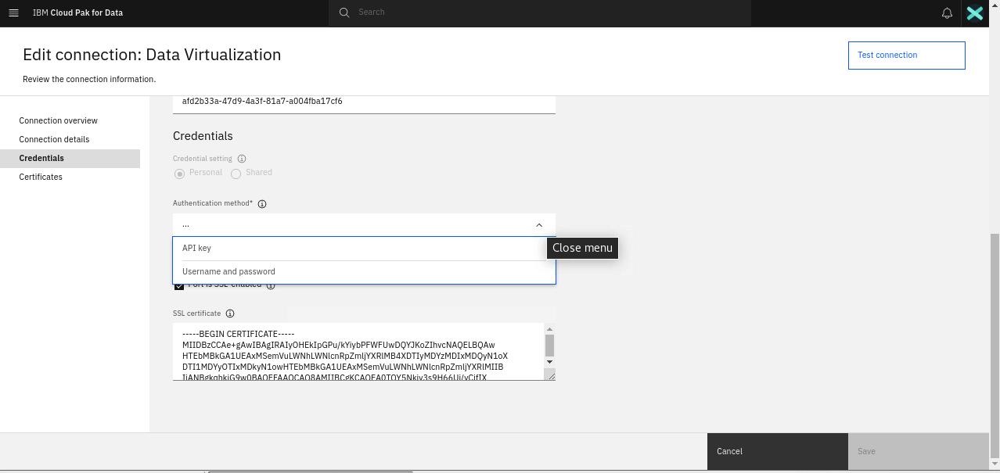 IBM Cloud Pak for Data
Search
Edit connection: Data Virtualization
Review the connection information.
Test connection
Connection overview
Connection details
Credentials
Certificates
afd2b33a-47d9-4a3f-81a7-a004fba17cf6
Credentials
Credential setting
Personal
Shared
Authentication method*
...
API key
Close menu
Username and password
Port is SSL-enabled
SSL certificate
-----BEGIN CERTIFICATE-----
MIIDBzCCAe+gAwIBAgIRAIyOHEkIpGPu/kYiybPFWFUwDQYJKoZIhvcNAQELBQAw
HTEbMBkGA1UEAxMSemVuLWNhLWNlcnRpZmljYXRlMB4XDTIyMDYzMDIxMDQyN1oX
DTI1MDYyOTIxMDkyN1owHTEbMBkGA1UEAxMSemVuLWNhLWNlcnRpZmljYXRlMIIB
IjANBgkqhkiG9w0BAQEFAAOCAQ8AMIIBCgKCAQEA0TOY5Nkiv3s9H66Ui/vCifIX
Cancel
Save